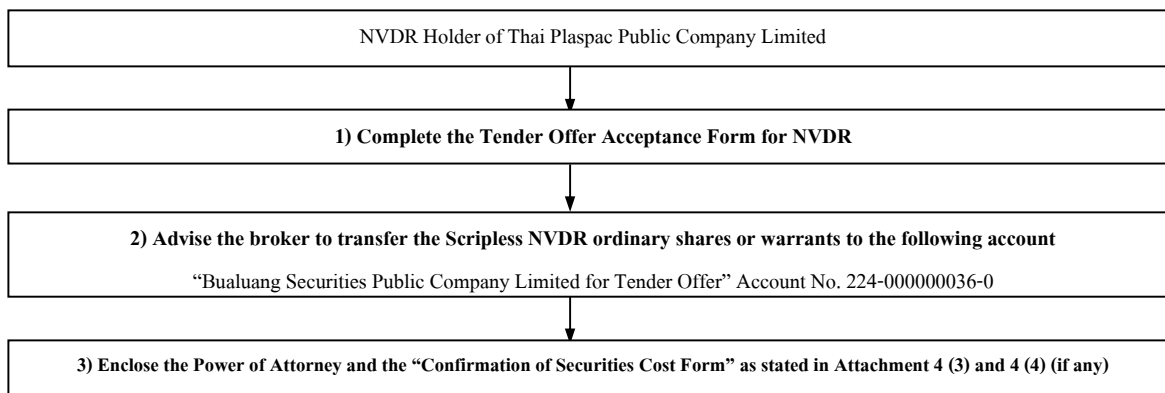 NVDR Holder of Thai Plaspac Public Company Limited
1) Complete the Tender Offer Acceptance Form for NVDR
2) Advise the broker to transfer the Scripless NVDR ordinary shares or warrants to the following account
“Bualuang Securities Public Company Limited for Tender Offer” Account No. 224-000000036-0
3) Enclose the Power of Attorney and the “Confirmation of Securities Cost Form” as stated in Attachment 4 (3) and 4 (4) (if any)